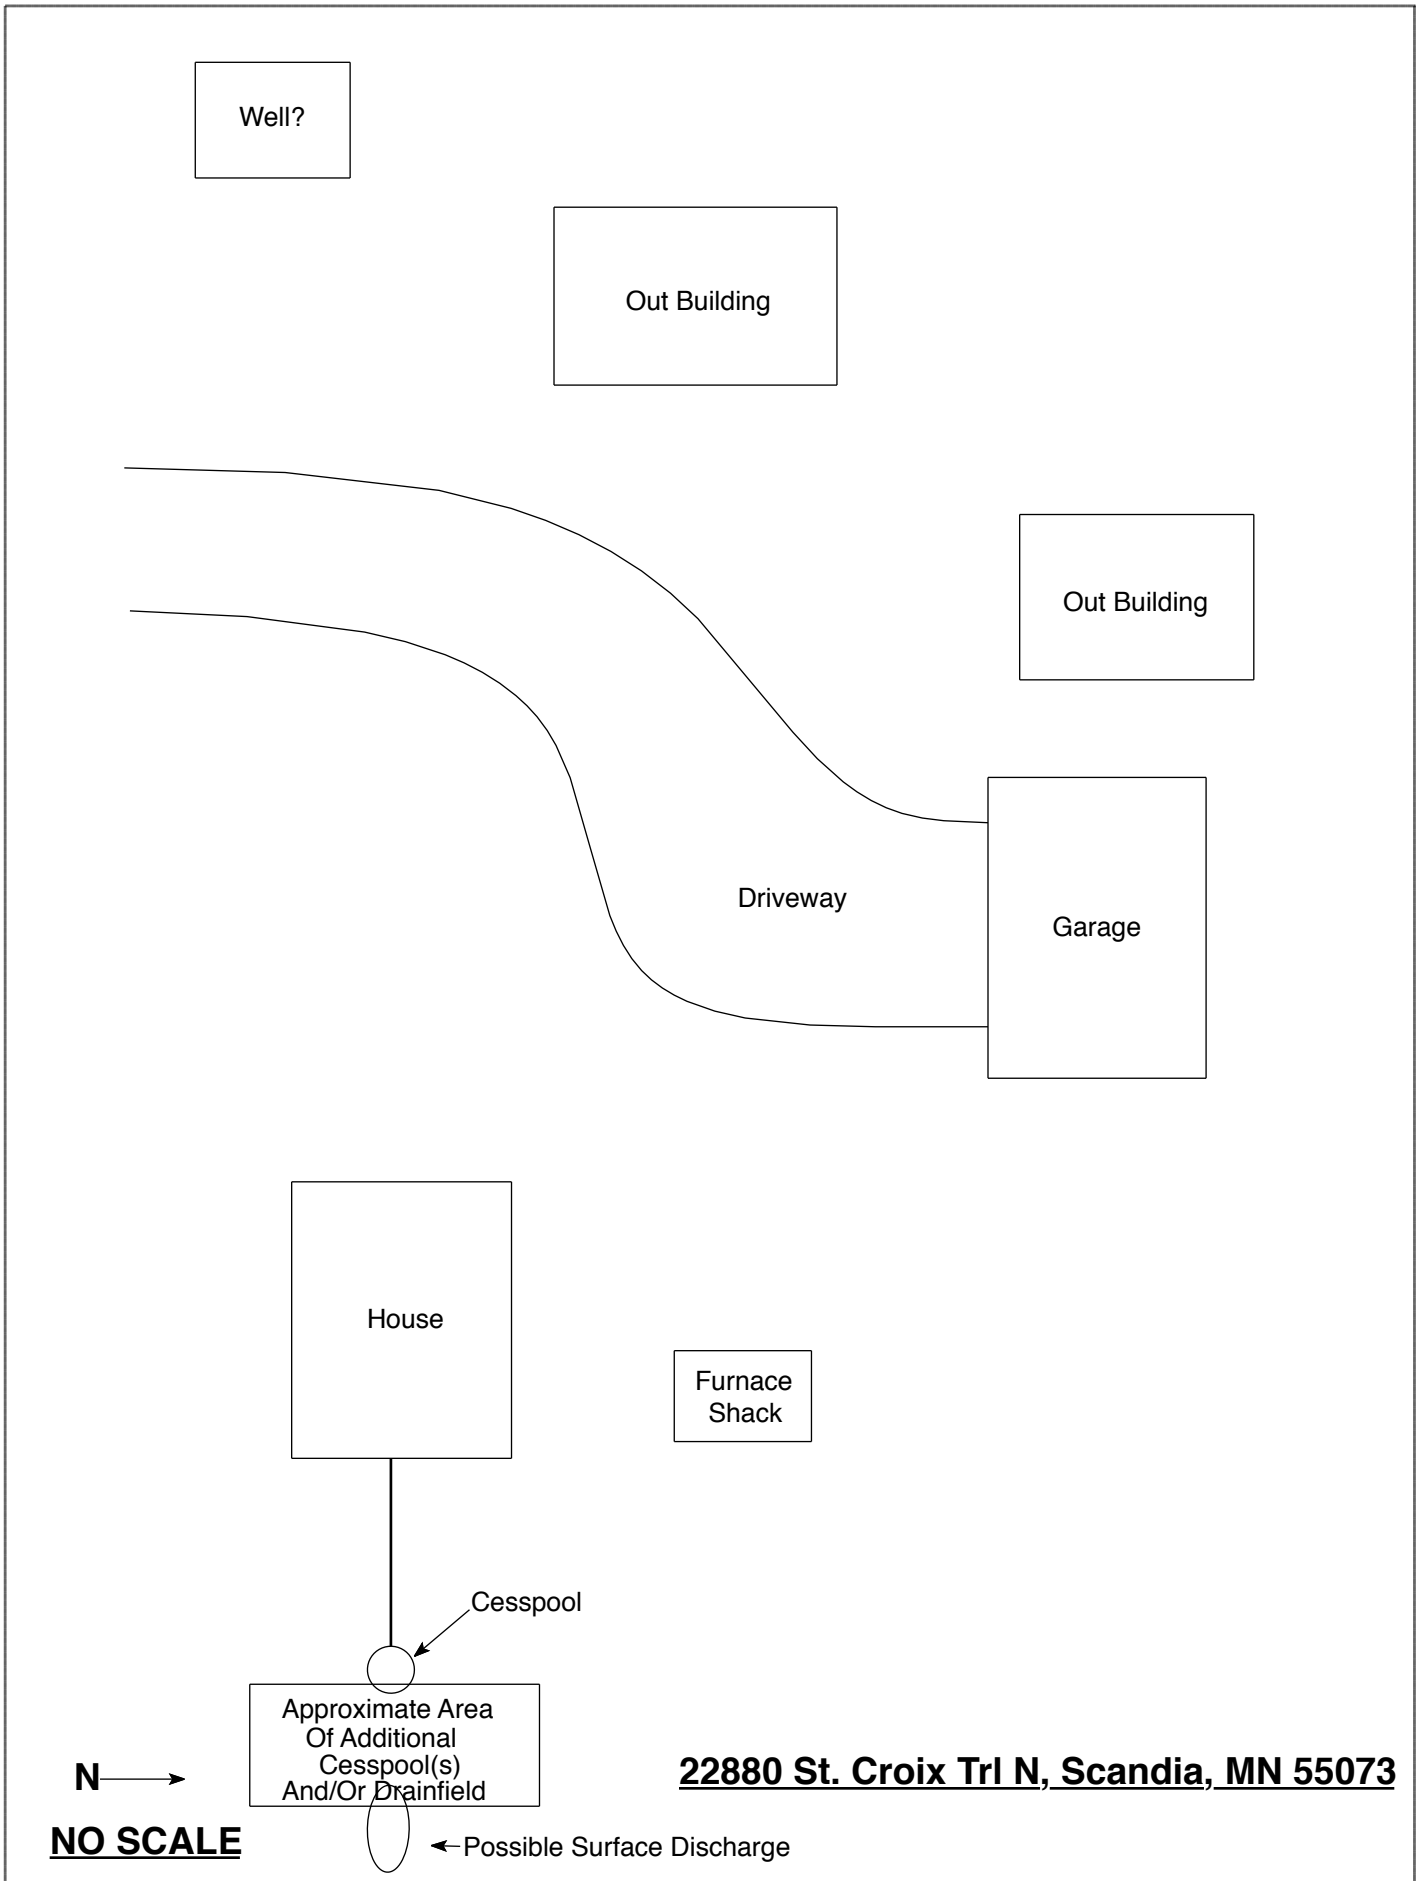 Well?
Out Building
Out Building
Driveway
Garage
House
Furnace
Shack
Cesspool
Approximate Area
Of Additional
Cesspool(s)
And/Or Drainfield
N
22880 St. Croix Trl N, Scandia, MN 55073
NO SCALE
Possible Surface Discharge